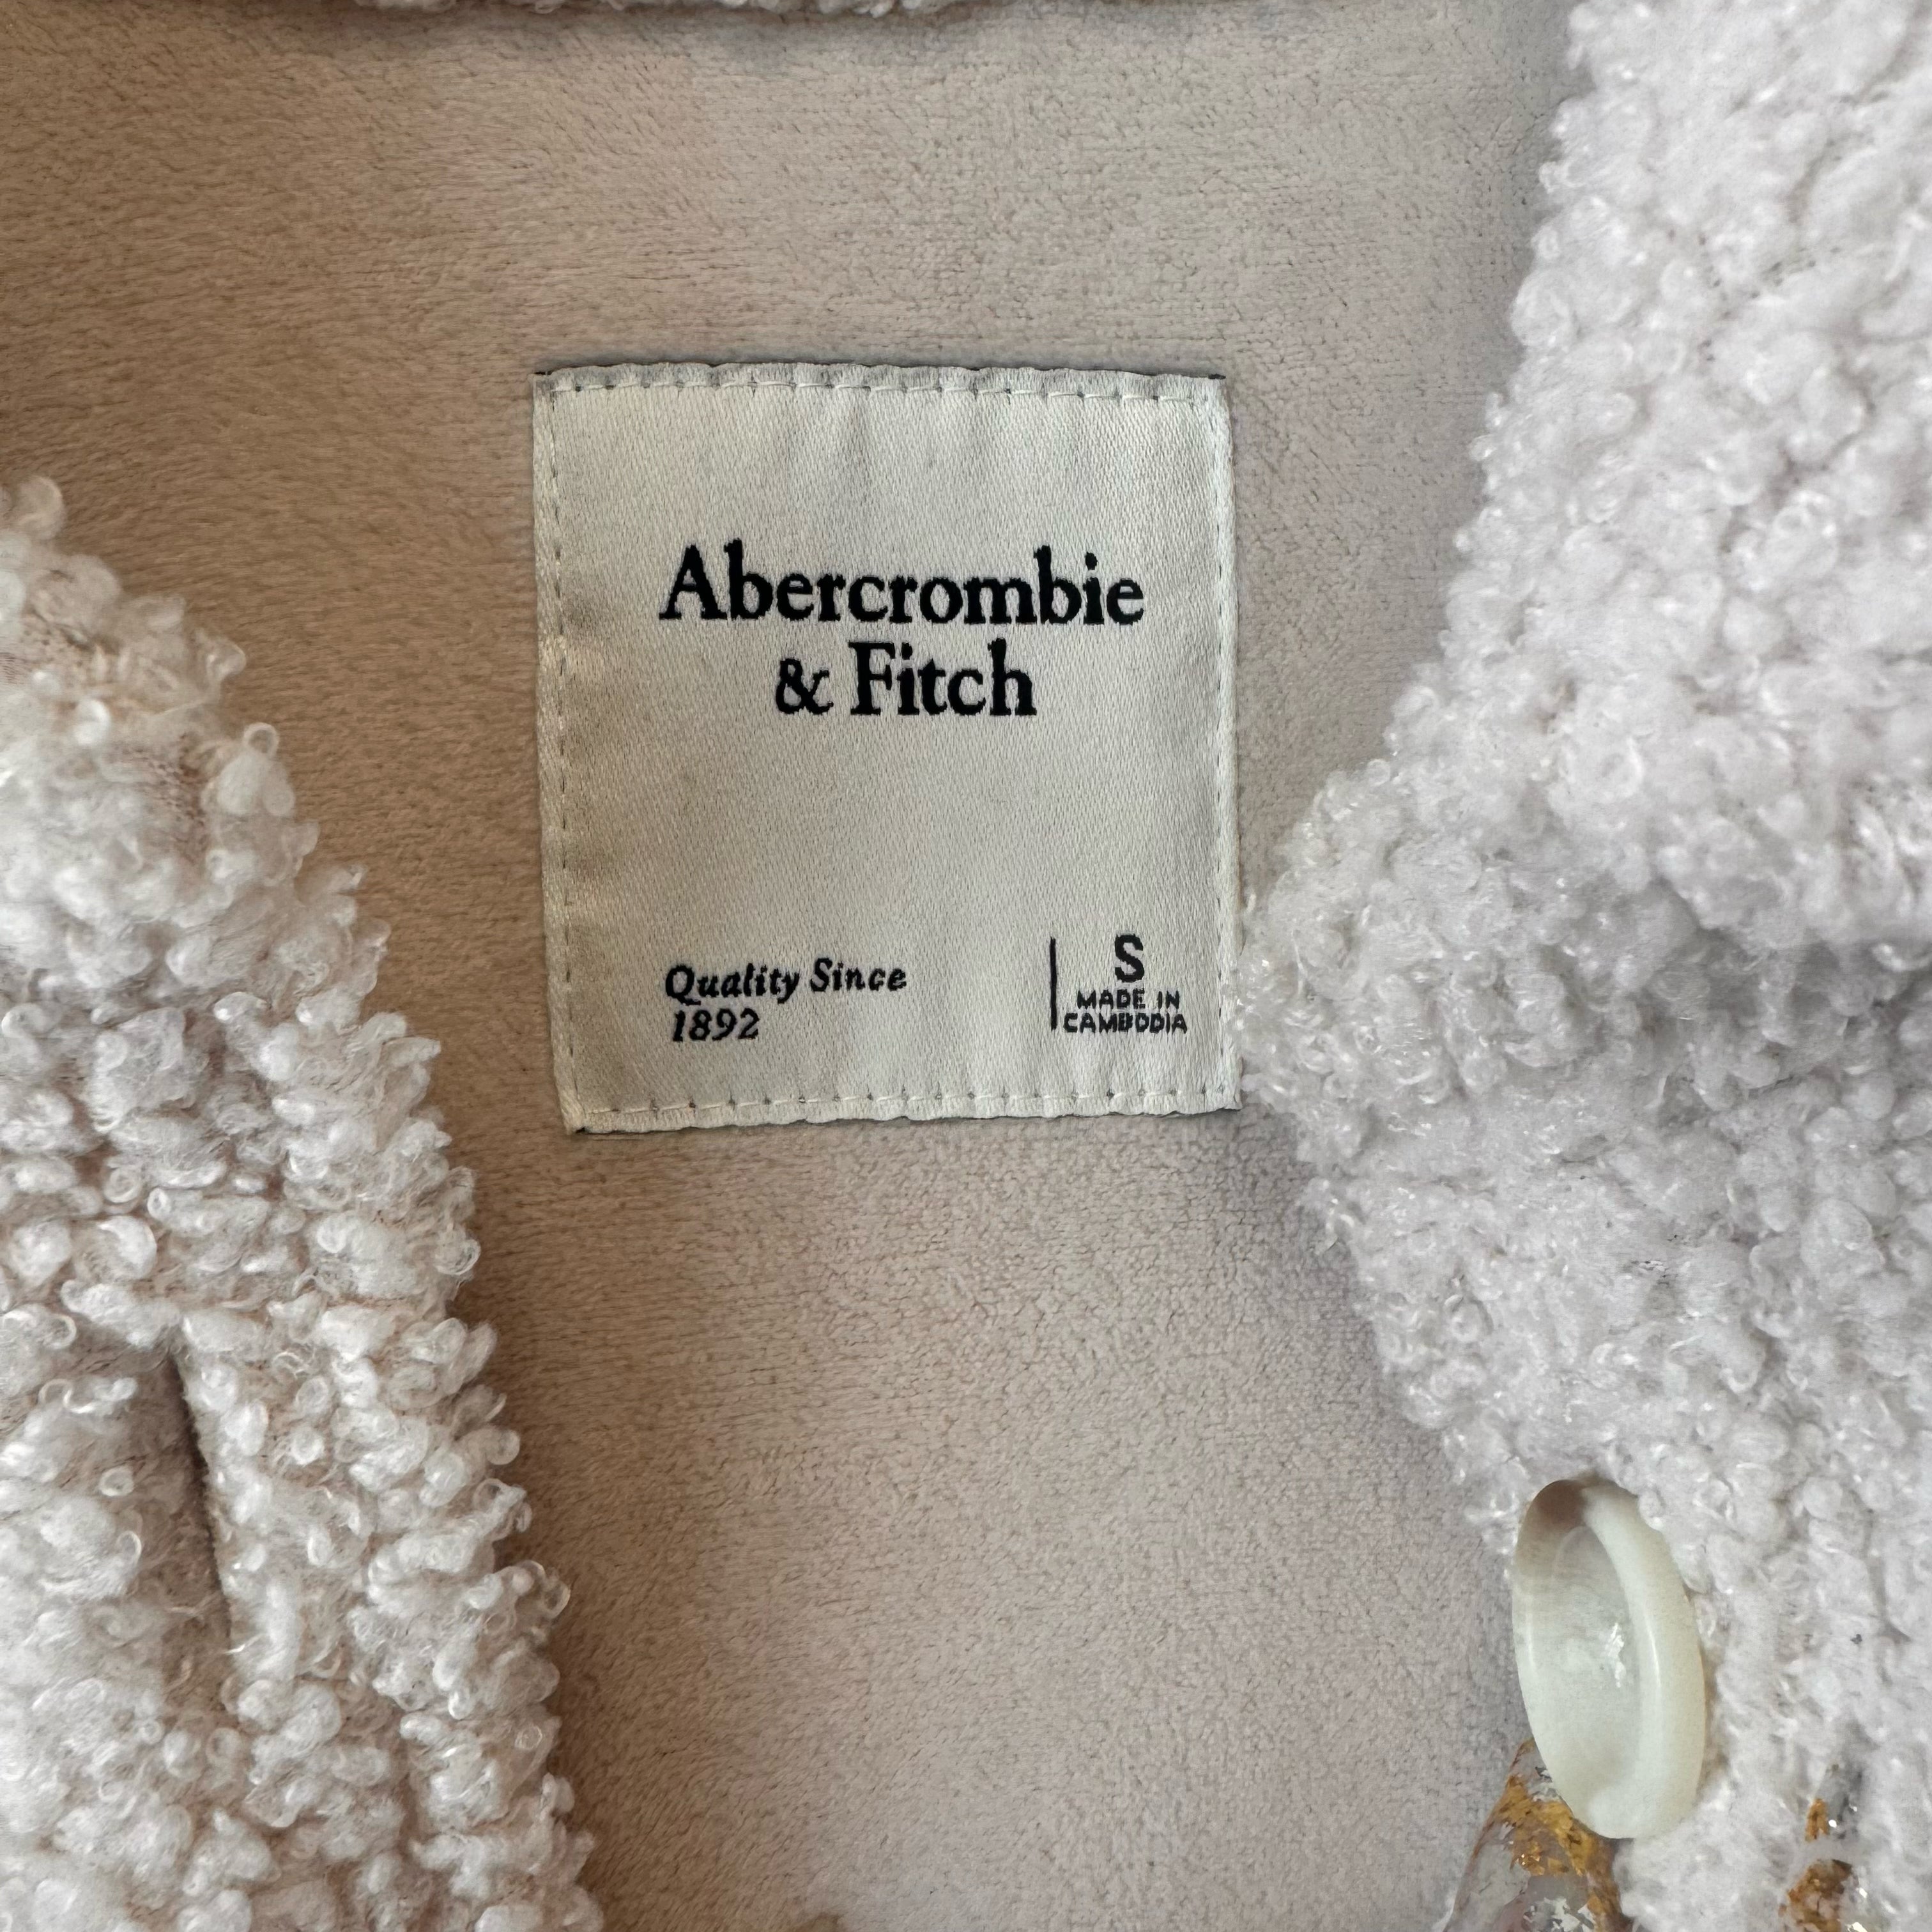 Abercrombie
& Fitch
Quality Since
1892
S
MADE IN
CAMBODIA